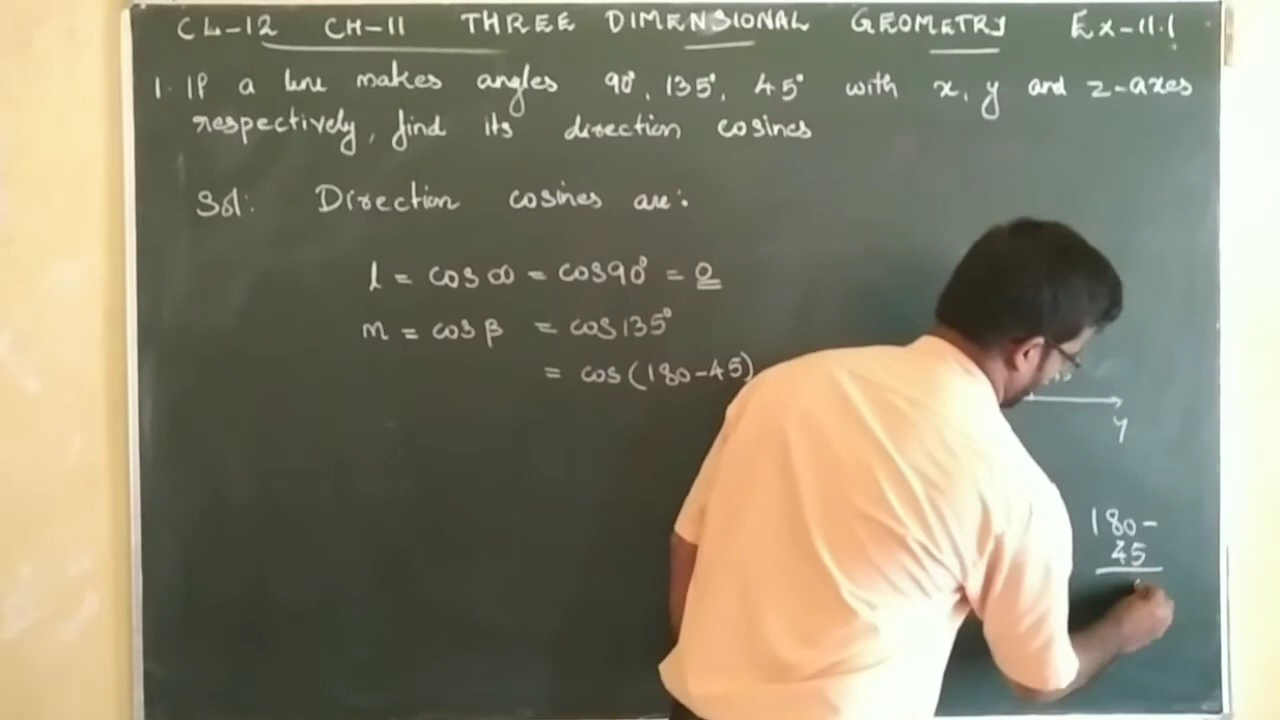 CL-12 CH-11 THREE DIMENSIONAL GEOMETRY Ex-11.1
1. If a line makes angles 90°, 135°, 45° with x, y and z-axes
respectively, find its direction cosines
Sol: Direction cosines are:
l = cos α = cos 90° = 0
m = cos β = cos 135°
= cos (180-45)
y
180-
45